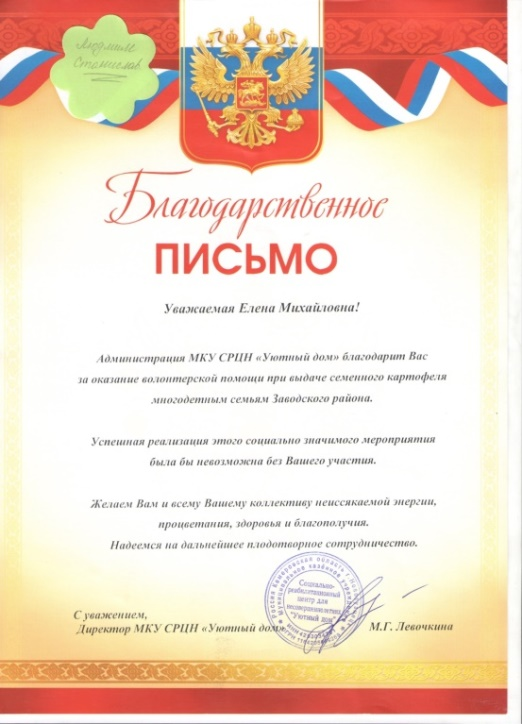 Людмиле
Станислав.
Благодарственное
ПИСЬМО
Уважаемая Елена Михайловна!
Администрация МКУ СРЦН «Уютный дом» благодарит Вас
за оказание волонтерской помощи при выдаче семенного картофеля
многодетным семьям Заводского района.
Успешная реализация этого социально значимого мероприятия
была бы невозможна без Вашего участия.
Желаем Вам и всему Вашему коллективу неиссякаемой энергии,
процветания, здоровья и благополучия.
Надеемся на дальнейшее плодотворное сотрудничество.
Социально-
реабилитационный
центр для
несовершеннолетних
"Уютный дом"
С уважением,
Директор МКУ СРЦН «Уютный дом»
М.Г. Левочкина